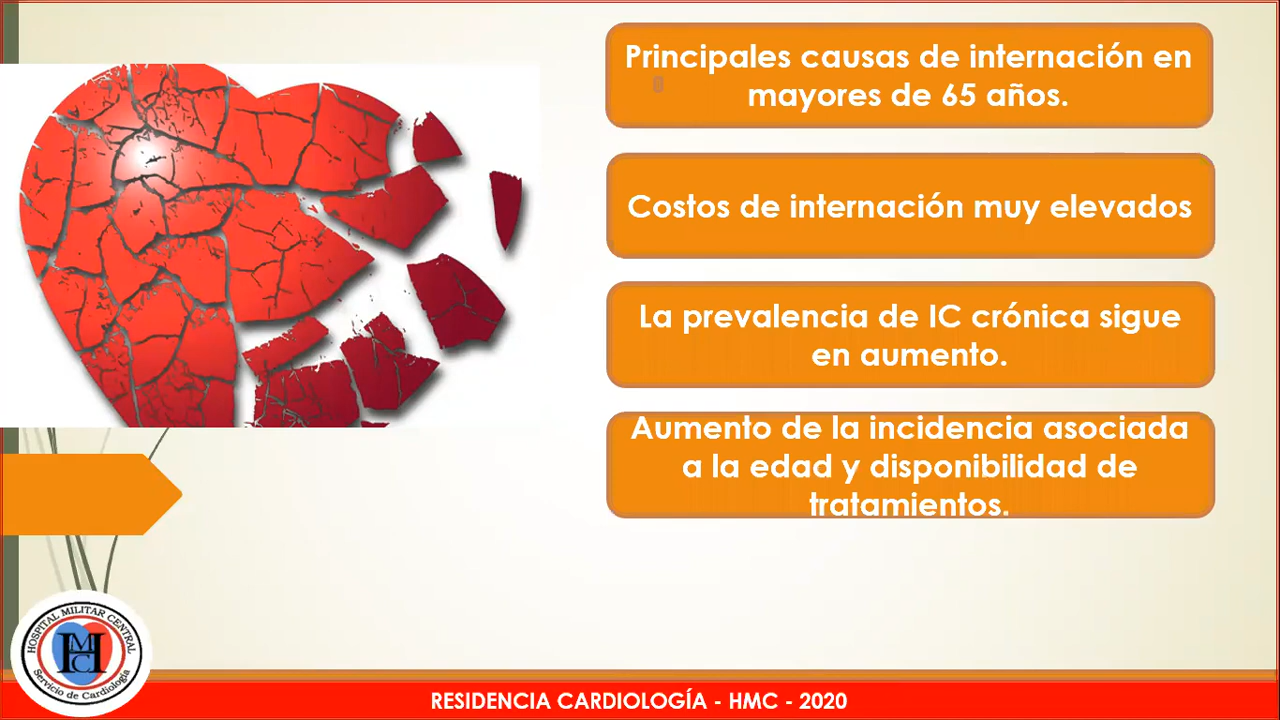 Principales causas de internación en
mayores de 65 años.
Costos de internación muy elevados
La prevalencia de IC crónica sigue
en aumento.
Aumento de la incidencia asociada
a la edad y disponibilidad de
tratamientos.
HOSPITAL MILITAR CENTRAL
HMC
Servicio de Cardiología
RESIDENCIA CARDIOLOGÍA - HMC - 2020